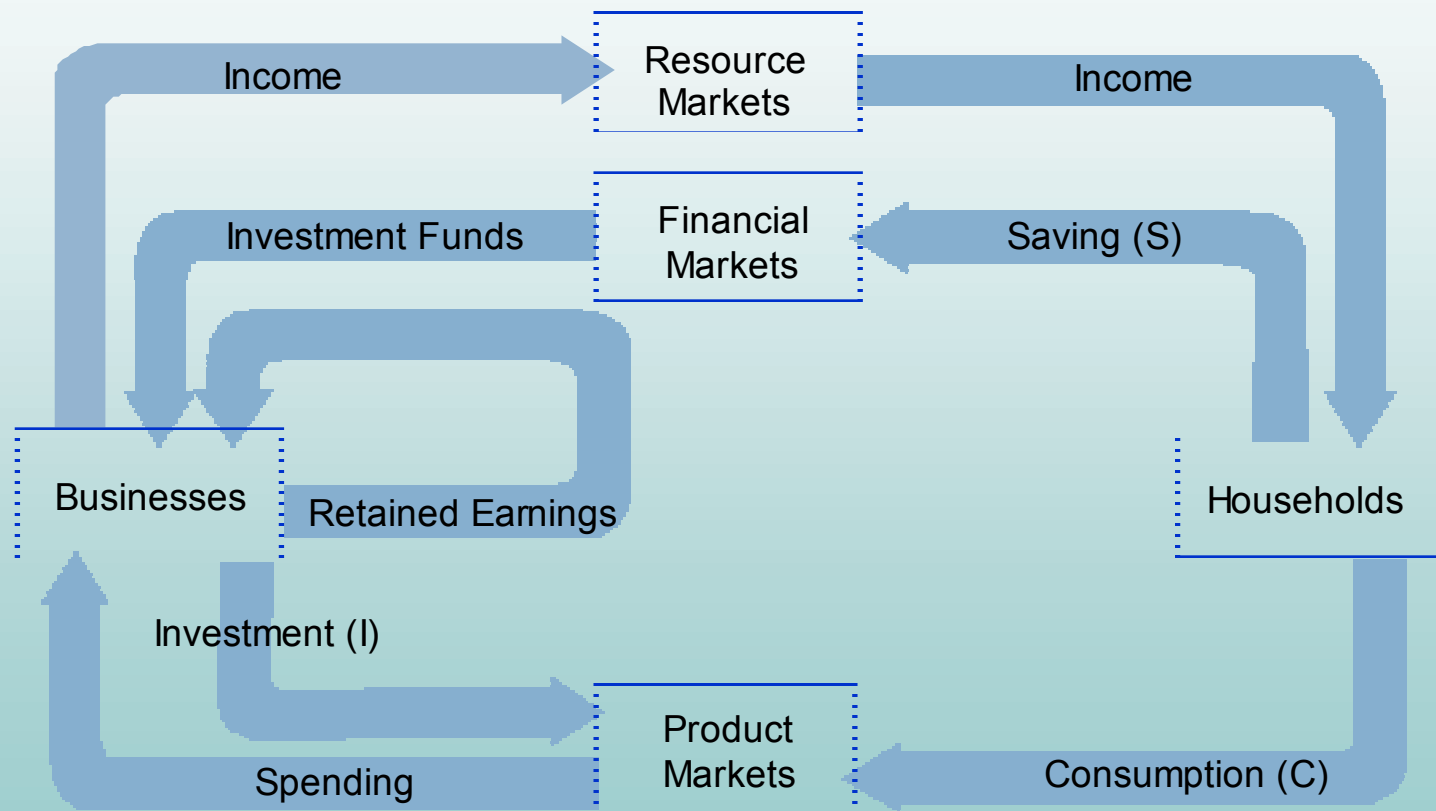 Income
Resource
Markets
Income
Investment Funds
Financial
Markets
Saving (S)
Businesses
Retained Earnings
Households
Investment (I)
Product
Markets
Spending
Consumption (C)